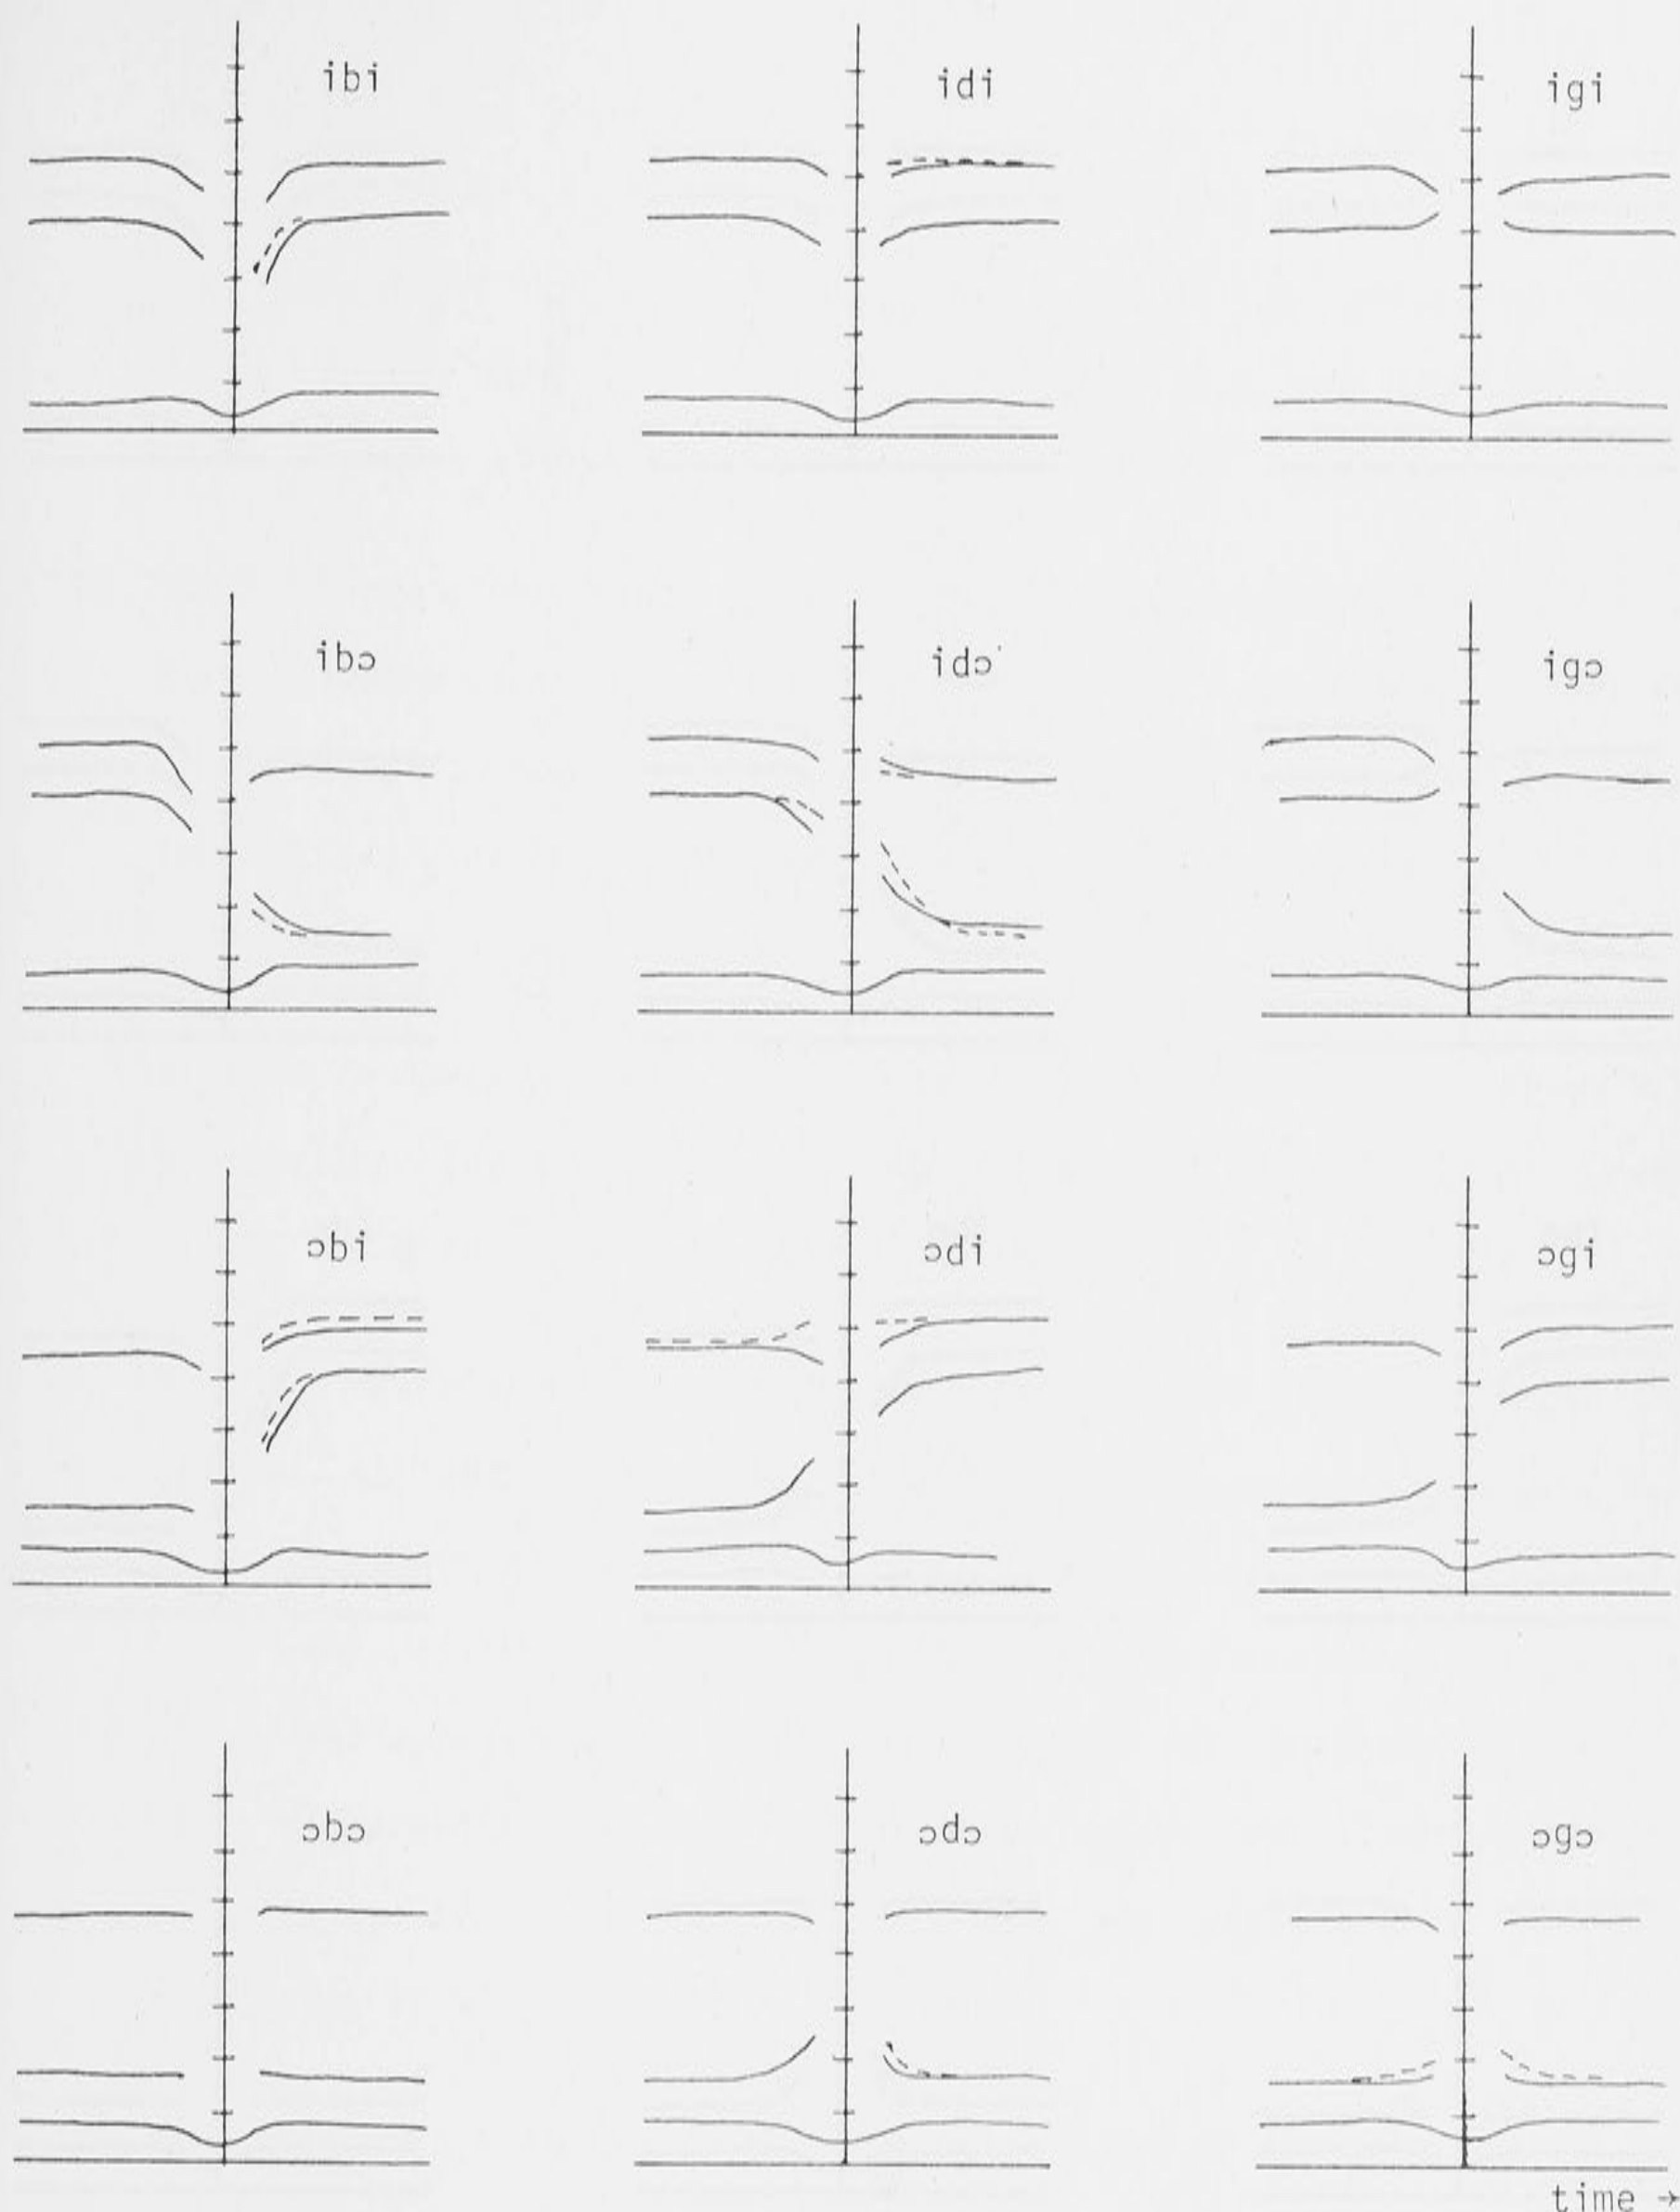 ibi idi igi
ibɔ idɔ igɔ
ɔbi ɔdi ɔgi
ɔbɔ ɔdɔ ɔgɔ
time →